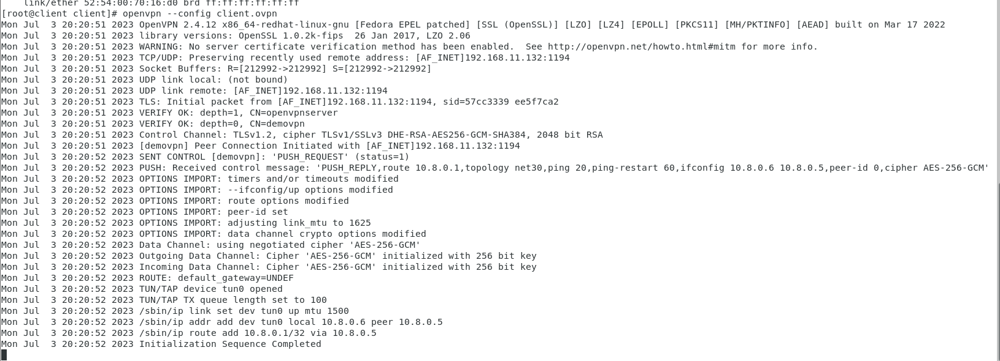 link/ether 52:54:00:70:16:d0 brd ff:ff:ff:ff:ff:ff
[root@client client]# openvpn --config client.ovpn
Mon Jul  3 20:20:51 2023 OpenVPN 2.4.12 x86_64-redhat-linux-gnu [Fedora EPEL patched] [SSL (OpenSSL)] [LZO] [LZ4] [EPOLL] [PKCS11] [MH/PKTINFO] [AEAD] built on Mar 17 2022
Mon Jul  3 20:20:51 2023 library versions: OpenSSL 1.0.2k-fips  26 Jan 2017, LZO 2.06
Mon Jul  3 20:20:51 2023 WARNING: No server certificate verification method has been enabled.  See http://openvpn.net/howto.html#mitm for more info.
Mon Jul  3 20:20:51 2023 TCP/UDP: Preserving recently used remote address: [AF_INET]192.168.11.132:1194
Mon Jul  3 20:20:51 2023 Socket Buffers: R=[212992->212992] S=[212992->212992]
Mon Jul  3 20:20:51 2023 UDP link local: (not bound)
Mon Jul  3 20:20:51 2023 UDP link remote: [AF_INET]192.168.11.132:1194
Mon Jul  3 20:20:51 2023 TLS: Initial packet from [AF_INET]192.168.11.132:1194, sid=57cc3339 ee5f7ca2
Mon Jul  3 20:20:51 2023 VERIFY OK: depth=1, CN=openvpnserver
Mon Jul  3 20:20:51 2023 VERIFY OK: depth=0, CN=demovpn
Mon Jul  3 20:20:51 2023 Control Channel: TLSv1.2, cipher TLSv1/SSLv3 DHE-RSA-AES256-GCM-SHA384, 2048 bit RSA
Mon Jul  3 20:20:51 2023 [demovpn] Peer Connection Initiated with [AF_INET]192.168.11.132:1194
Mon Jul  3 20:20:52 2023 SENT CONTROL [demovpn]: 'PUSH_REQUEST' (status=1)
Mon Jul  3 20:20:52 2023 PUSH: Received control message: 'PUSH_REPLY,route 10.8.0.1,topology net30,ping 20,ping-restart 60,ifconfig 10.8.0.6 10.8.0.5,peer-id 0,cipher AES-256-GCM'
Mon Jul  3 20:20:52 2023 OPTIONS IMPORT: timers and/or timeouts modified
Mon Jul  3 20:20:52 2023 OPTIONS IMPORT: --ifconfig/up options modified
Mon Jul  3 20:20:52 2023 OPTIONS IMPORT: route options modified
Mon Jul  3 20:20:52 2023 OPTIONS IMPORT: peer-id set
Mon Jul  3 20:20:52 2023 OPTIONS IMPORT: adjusting link_mtu to 1625
Mon Jul  3 20:20:52 2023 OPTIONS IMPORT: data channel crypto options modified
Mon Jul  3 20:20:52 2023 Data Channel: using negotiated cipher 'AES-256-GCM'
Mon Jul  3 20:20:52 2023 Outgoing Data Channel: Cipher 'AES-256-GCM' initialized with 256 bit key
Mon Jul  3 20:20:52 2023 Incoming Data Channel: Cipher 'AES-256-GCM' initialized with 256 bit key
Mon Jul  3 20:20:52 2023 ROUTE: default_gateway=UNDEF
Mon Jul  3 20:20:52 2023 TUN/TAP device tun0 opened
Mon Jul  3 20:20:52 2023 TUN/TAP TX queue length set to 100
Mon Jul  3 20:20:52 2023 /sbin/ip link set dev tun0 up mtu 1500
Mon Jul  3 20:20:52 2023 /sbin/ip addr add dev tun0 local 10.8.0.6 peer 10.8.0.5
Mon Jul  3 20:20:52 2023 /sbin/ip route add 10.8.0.1/32 via 10.8.0.5
Mon Jul  3 20:20:52 2023 Initialization Sequence Completed